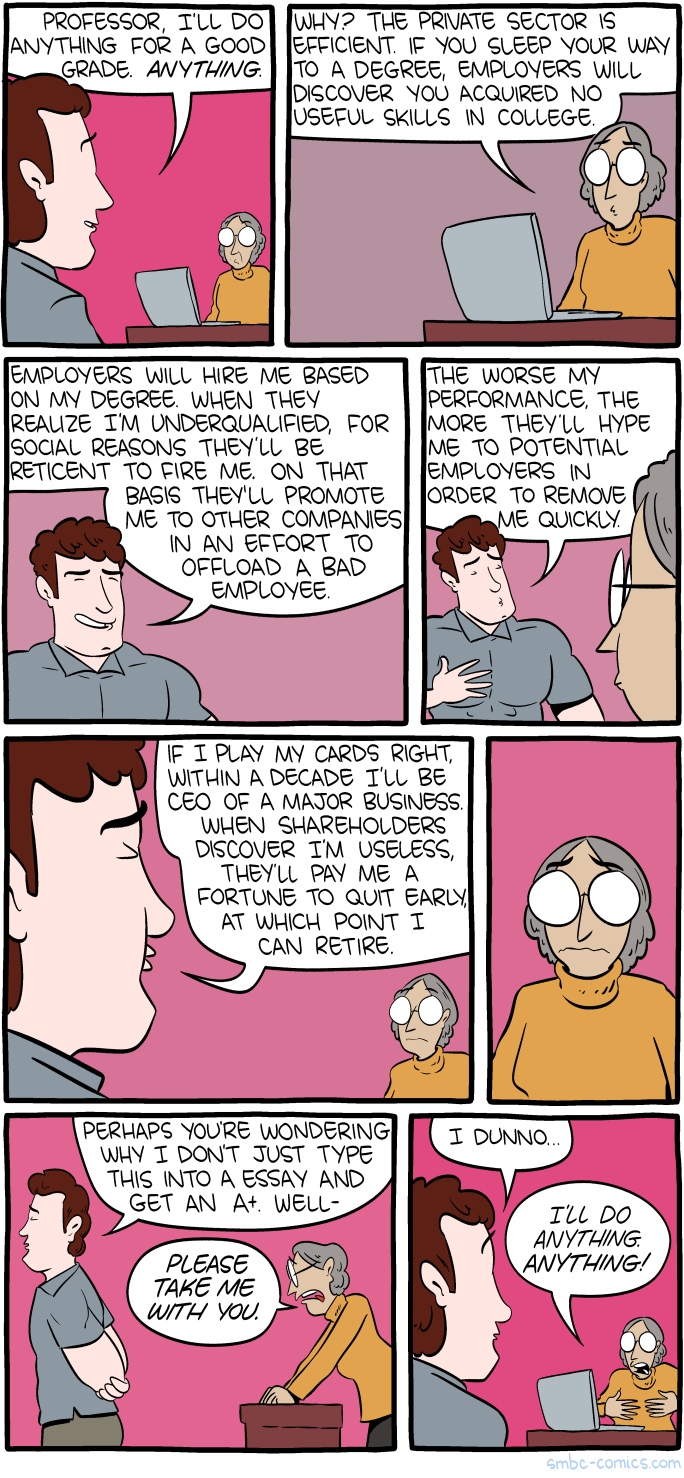 PROFESSOR, I'LL DO
ANYTHING FOR A GOOD
GRADE. ANYTHING.
WHY? THE PRIVATE SECTOR IS
EFFICIENT. IF YOU SLEEP YOUR WAY
TO A DEGREE, EMPLOYERS WILL
DISCOVER YOU ACQUIRED NO
USEFUL SKILLS IN COLLEGE.
EMPLOYERS WILL HIRE ME BASED
ON MY DEGREE. WHEN THEY
REALIZE I'M UNDERQUALIFIED, FOR
SOCIAL REASONS THEY'LL BE
RETICENT TO FIRE ME. ON THAT
BASIS THEY'LL PROMOTE
ME TO OTHER COMPANIES
IN AN EFFORT TO
OFFLOAD A BAD
EMPLOYEE.
THE WORSE MY
PERFORMANCE, THE
MORE THEY'LL HYPE
ME TO POTENTIAL
EMPLOYERS IN
ORDER TO REMOVE
ME QUICKLY.
IF I PLAY MY CARDS RIGHT,
WITHIN A DECADE I'LL BE
CEO OF A MAJOR BUSINESS.
WHEN SHAREHOLDERS
DISCOVER I'M USELESS,
THEY'LL PAY ME A
FORTUNE TO QUIT EARLY,
AT WHICH POINT I
CAN RETIRE.
PERHAPS YOU'RE WONDERING
WHY I DON'T JUST TYPE
THIS INTO A ESSAY AND
GET AN A+. WELL-
PLEASE
TAKE ME
WITH YOU.
I DUNNO...
I'LL DO
ANYTHING.
ANYTHING!
smbc-comics.com